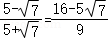 (5-√7)/(5+√7) = (16-5√7)/9